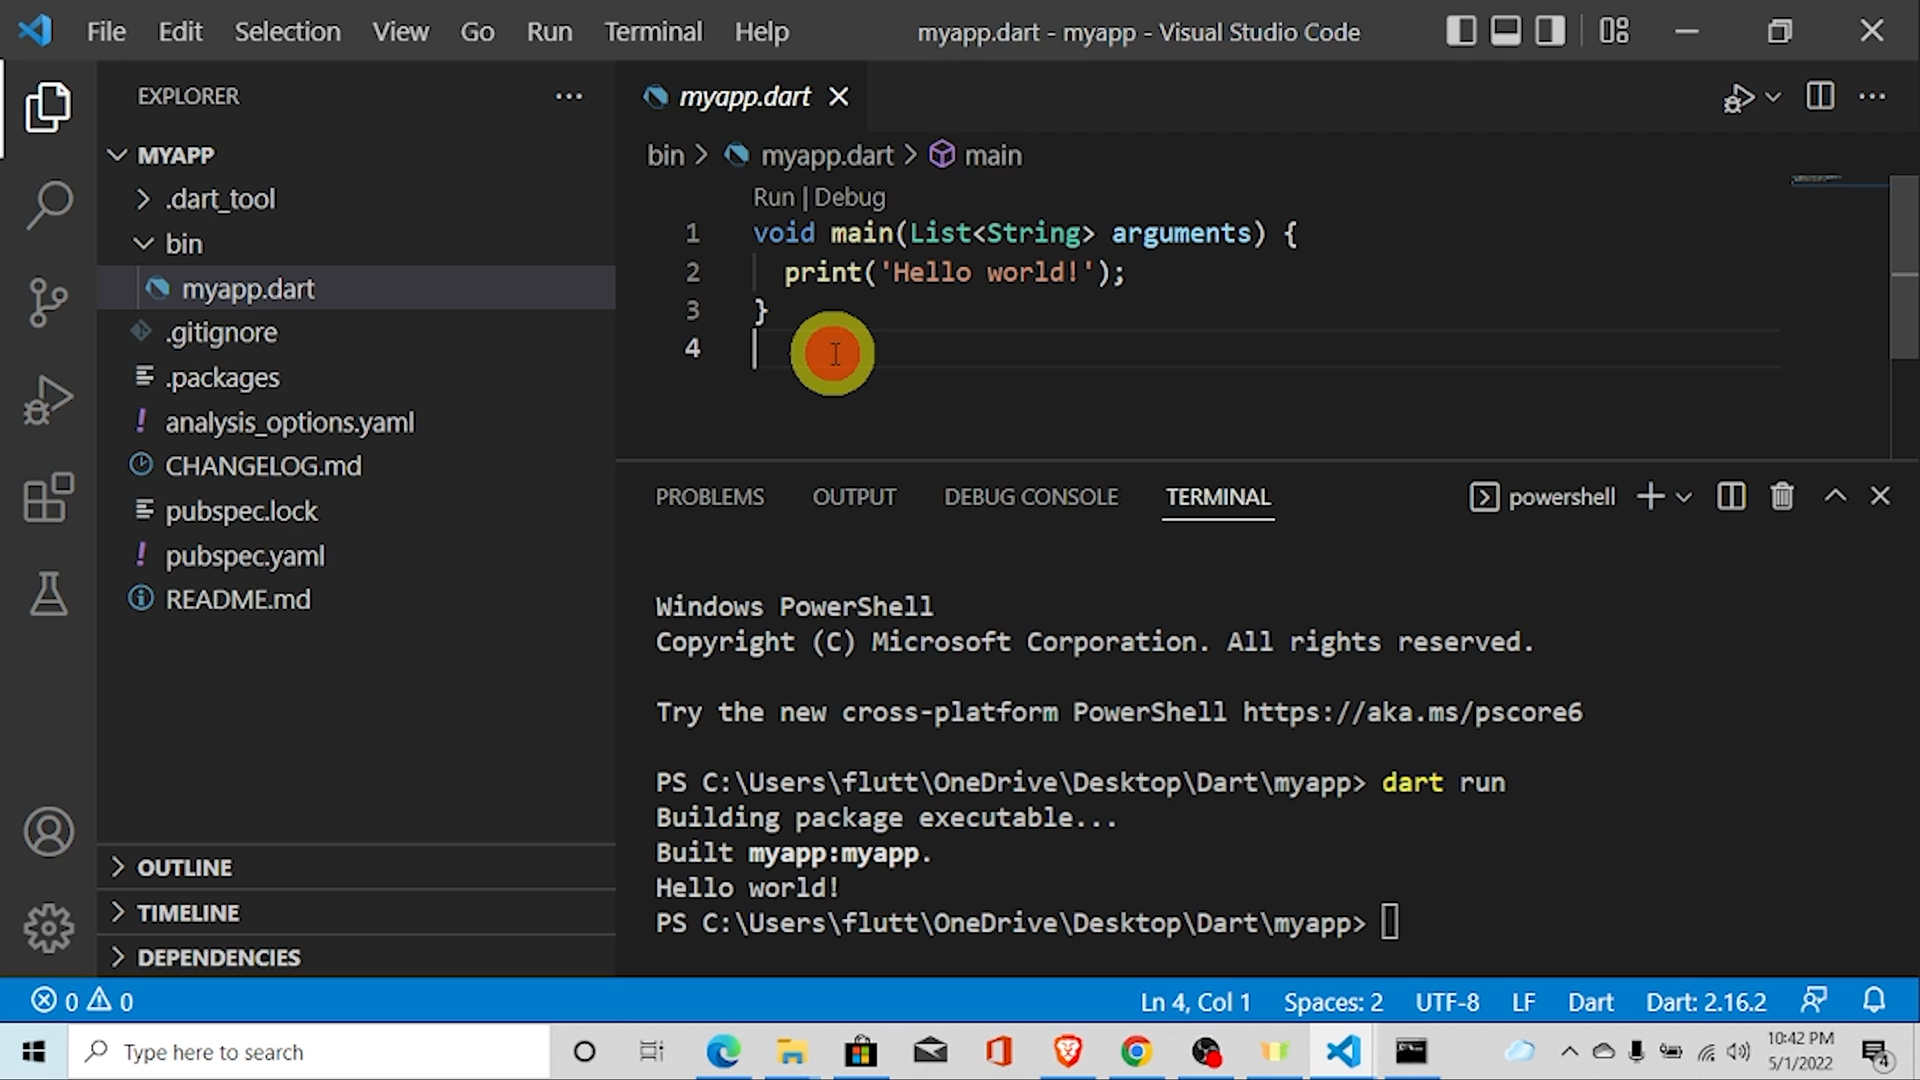 File Edit Selection View Go Run Terminal Help myapp.dart - myapp - Visual Studio Code
EXPLORER
MYAPP
.dart_tool
bin
myapp.dart
.gitignore
.packages
analysis_options.yaml
CHANGELOG.md
pubspec.lock
pubspec.yaml
README.md
OUTLINE
TIMELINE
DEPENDENCIES
myapp.dart
bin > myapp.dart > main
Run | Debug
1 void main(List<String> arguments) {
2 print('Hello world!');
3 }
4
PROBLEMS OUTPUT DEBUG CONSOLE TERMINAL powershell
Windows PowerShell
Copyright (C) Microsoft Corporation. All rights reserved.
Try the new cross-platform PowerShell https://aka.ms/pscore6
PS C:\Users\flutt\OneDrive\Desktop\Dart\myapp> dart run
Building package executable...
Built myapp:myapp.
Hello world!
PS C:\Users\flutt\OneDrive\Desktop\Dart\myapp>
0 0 Ln 4, Col 1 Spaces: 2 UTF-8 LF Dart Dart: 2.16.2
Type here to search
10:42 PM
5/1/2022
4